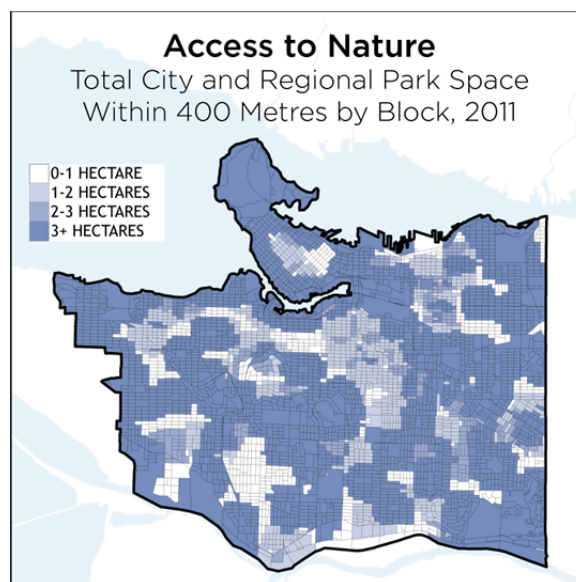 Access to Nature
Total City and Regional Park Space
Within 400 Metres by Block, 2011
0-1 HECTARE
1-2 HECTARES
2-3 HECTARES
3+ HECTARES